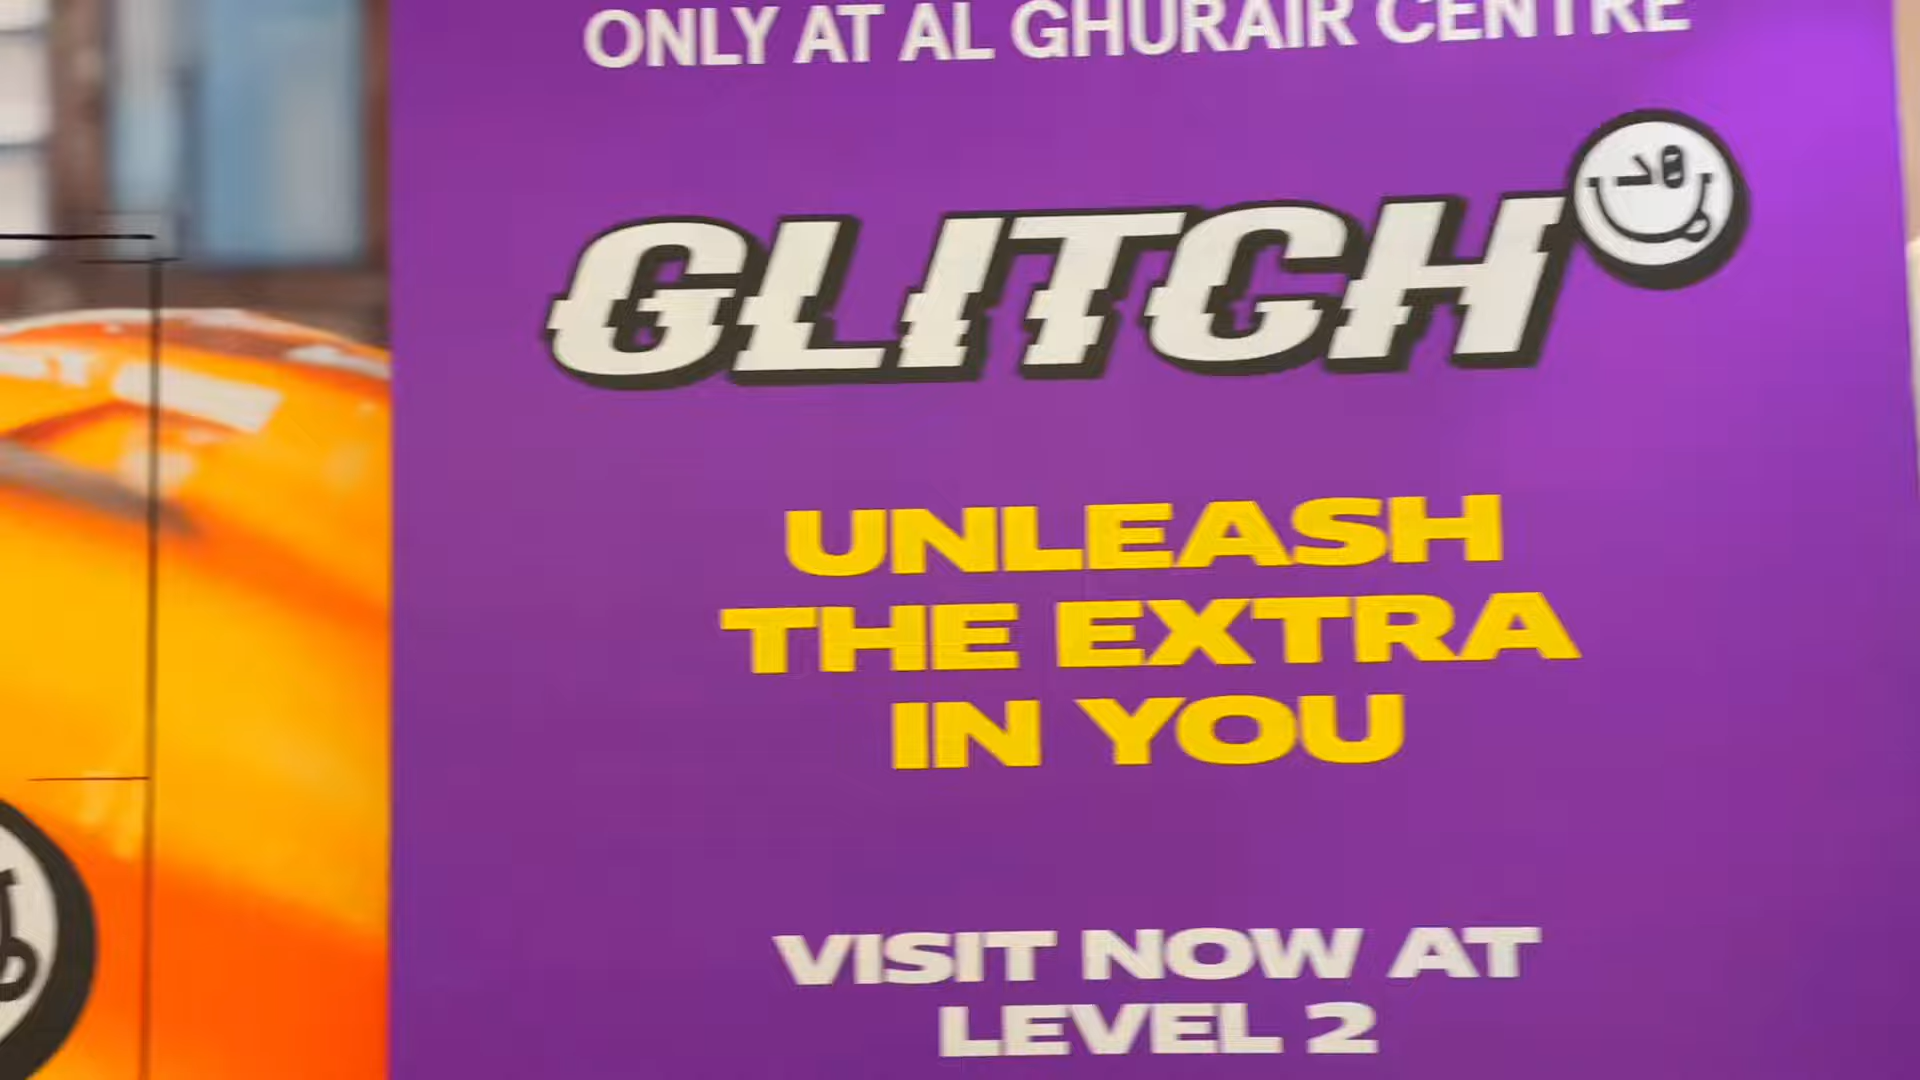 ONLY AT AL GHURAIR CENTRE
GLITCH
UNLEASH
THE EXTRA
IN YOU
VISIT NOW AT
LEVEL 2